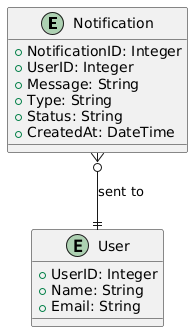 E Notification
NotificationID: Integer
UserID: Integer
Message: String
Type: String
Status: String
CreatedAt: DateTime
sent to
E User
UserID: Integer
Name: String
Email: String